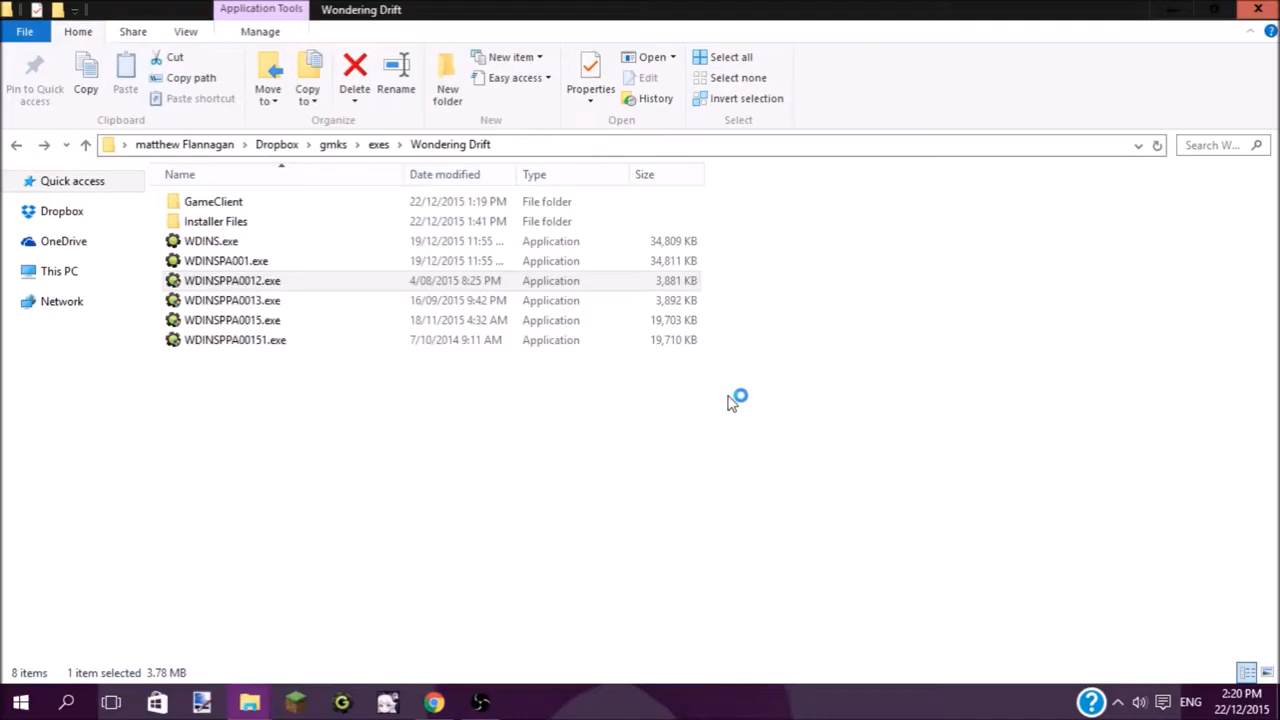 Application Tools
Wondering Drift
File
Home
Share
View
Manage
Pin to Quick access
Copy
Paste
Cut
Copy path
Paste shortcut
Clipboard
Move to
Copy to
Delete
Rename
Organize
New folder
New item
Easy access
New
Properties
Open
Edit
History
Open
Select all
Select none
Invert selection
Select
matthew Flannagan > Dropbox > gmks > exes > Wondering Drift
Search W...
Quick access
Dropbox
OneDrive
This PC
Network
Name Date modified Type Size
GameClient 22/12/2015 1:19 PM File folder
Installer Files 22/12/2015 1:41 PM File folder
WDINS.exe 19/12/2015 11:55 ... Application 34,809 KB
WDINSPA001.exe 19/12/2015 11:55 ... Application 34,811 KB
WDINSPPA0012.exe 4/08/2015 8:25 PM Application 3,881 KB
WDINSPPA0013.exe 16/09/2015 9:42 PM Application 3,892 KB
WDINSPPA0015.exe 18/11/2015 4:32 AM Application 19,703 KB
WDINSPPA00151.exe 7/10/2014 9:11 AM Application 19,710 KB
8 items 1 item selected 3.78 MB
ENG
2:20 PM
22/12/2015